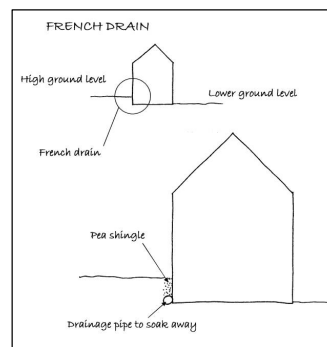 FRENCH DRAIN
High ground level
Lower ground level
French drain
Pea shingle
Drainage pipe to soak away